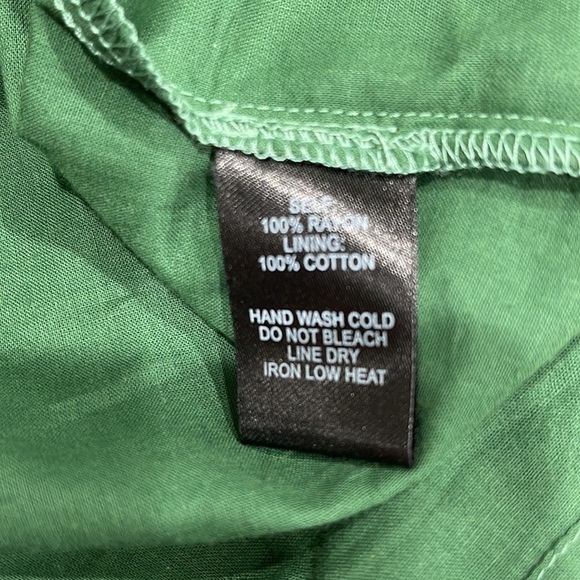 SELF:
100% RAYON
LINING:
100% COTTON
HAND WASH COLD
DO NOT BLEACH
LINE DRY
IRON LOW HEAT